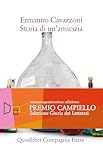 Ermanno Cavazzoni
Storia di un'amicizia
PREMIO CAMPIELLO
Selezione Giuria dei Letterati
Quodlibet Compagnia Extra